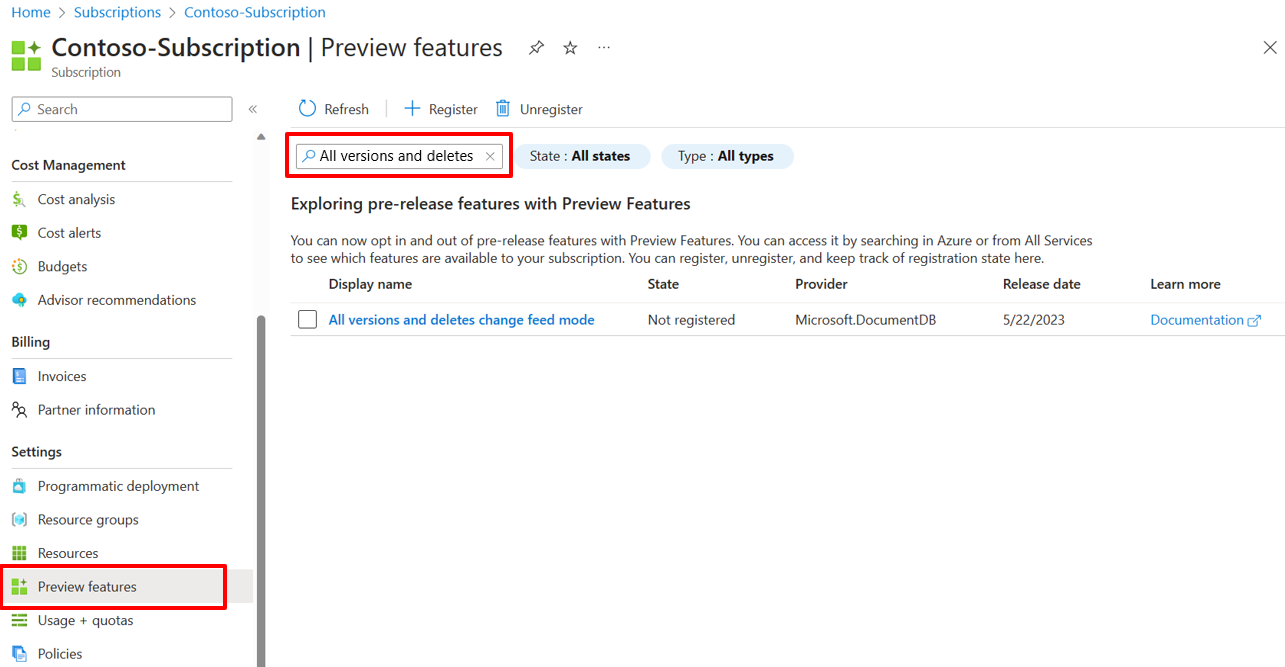 Home > Subscriptions > Contoso-Subscription
Contoso-Subscription | Preview features
Subscription
Search
«
Refresh
Register
Unregister
All versions and deletes
State : All states
Type : All types
Cost Management
Cost analysis
Cost alerts
Budgets
Advisor recommendations
Billing
Invoices
Partner information
Settings
Programmatic deployment
Resource groups
Resources
Preview features
Usage + quotas
Policies
Exploring pre-release features with Preview Features
You can now opt in and out of pre-release features with Preview Features. You can access it by searching in Azure or from All Services
to see which features are available to your subscription. You can register, unregister, and keep track of registration state here.
Display name State Provider Release date Learn more
All versions and deletes change feed mode Not registered Microsoft.DocumentDB 5/22/2023 Documentation